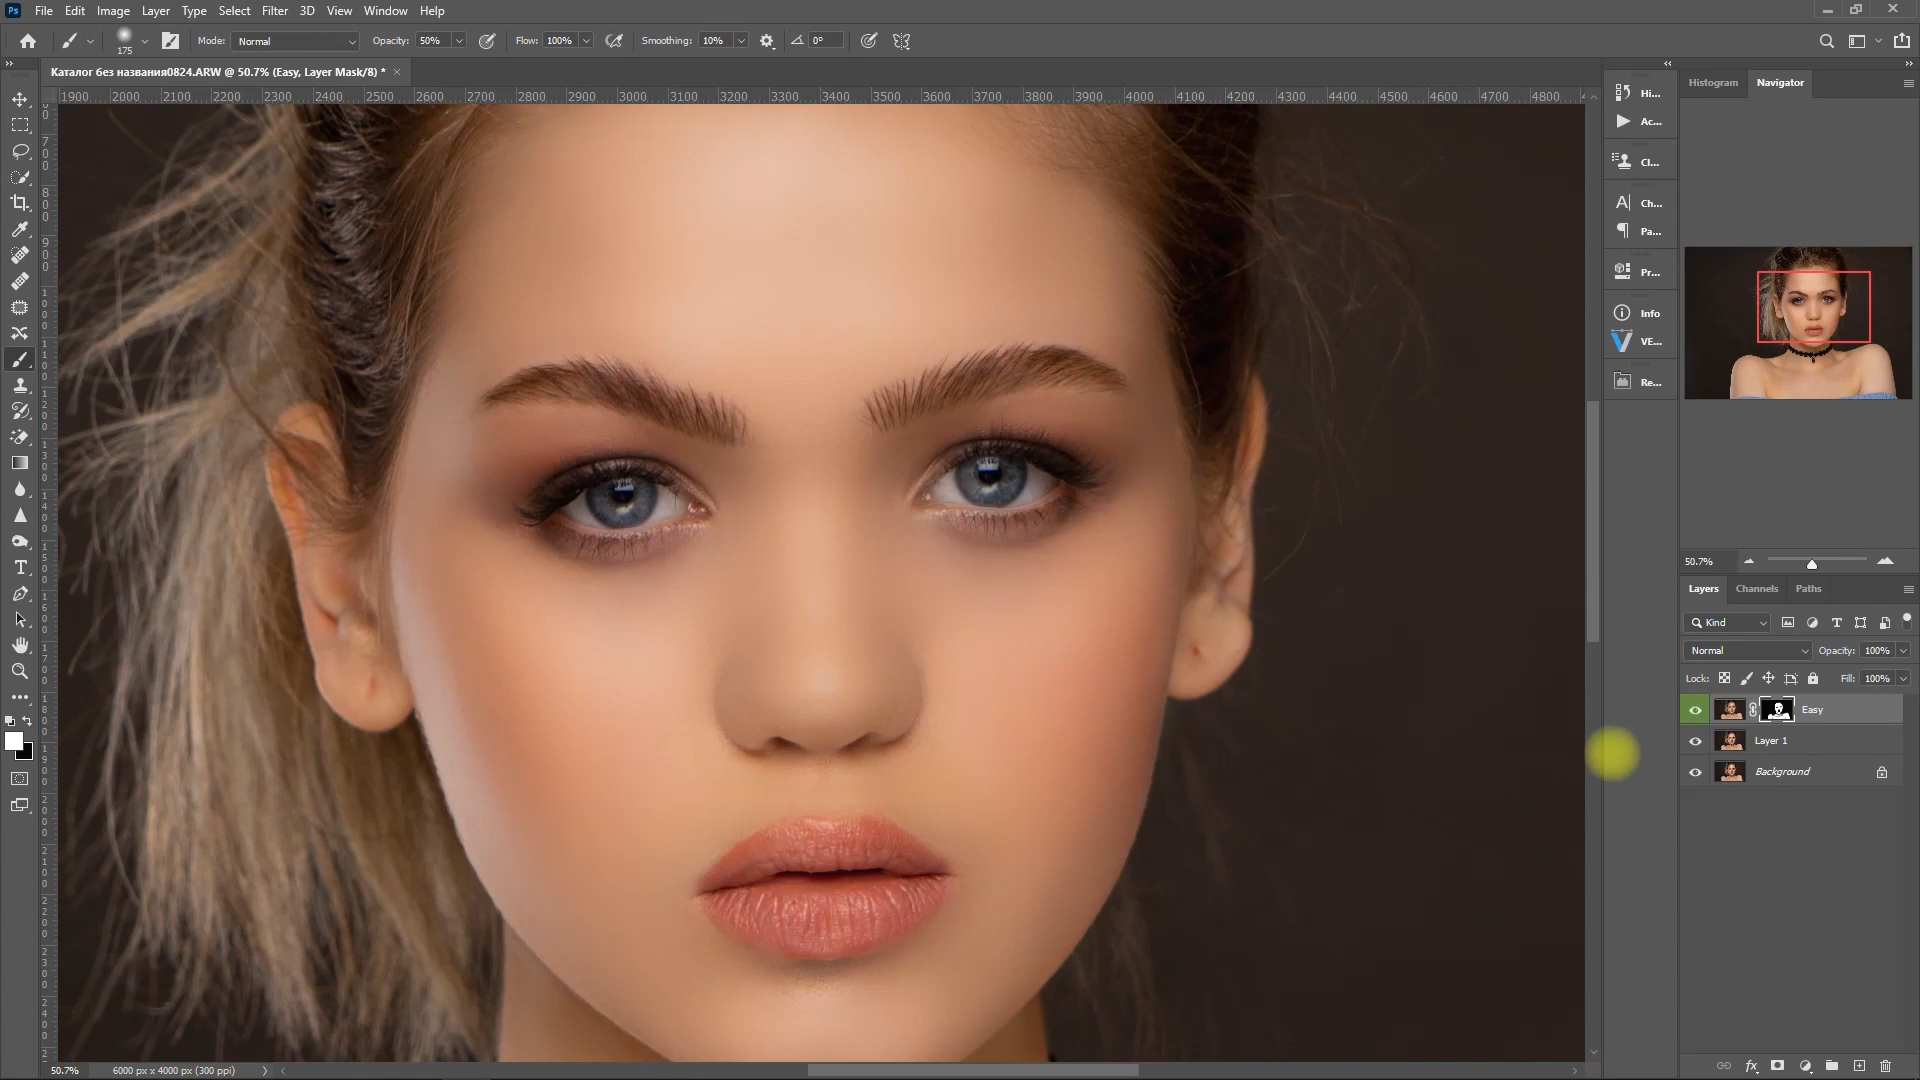 Ps File Edit Image Layer Type Select Filter 3D View Window Help
175 Mode: Normal Opacity: 50% Flow: 100% Smoothing: 10% 0°
Каталог без названия0824.ARW @ 50.7% (Easy, Layer Mask/8) * ×
1900 2000 2100 2200 2300 2400 2500 2600 2700 2800 2900 3000 3100 3200 3300 3400 3500 3600 3700 3800 3900 4000 4100 4200 4300 4400 4500 4600 4700 4800
Hi...
Ac...
Cl...
Ch...
Pa...
Pr...
Info
VE...
Re...
Histogram Navigator
50.7%
Layers Channels Paths
Kind
Normal Opacity: 100%
Lock: Fill: 100%
Easy
Layer 1
Background
50.7% 6000 px x 4000 px (300 ppi)